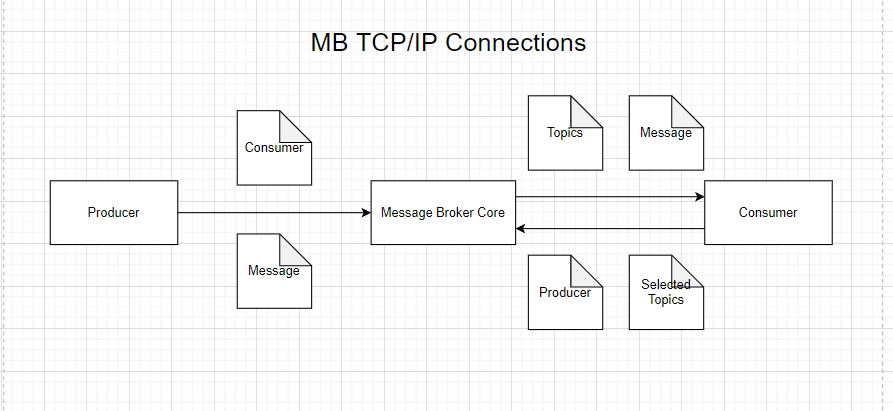 MB TCP/IP Connections
Consumer
Topics
Message
Producer
Message Broker Core
Consumer
Message
Producer
Selected
Topics